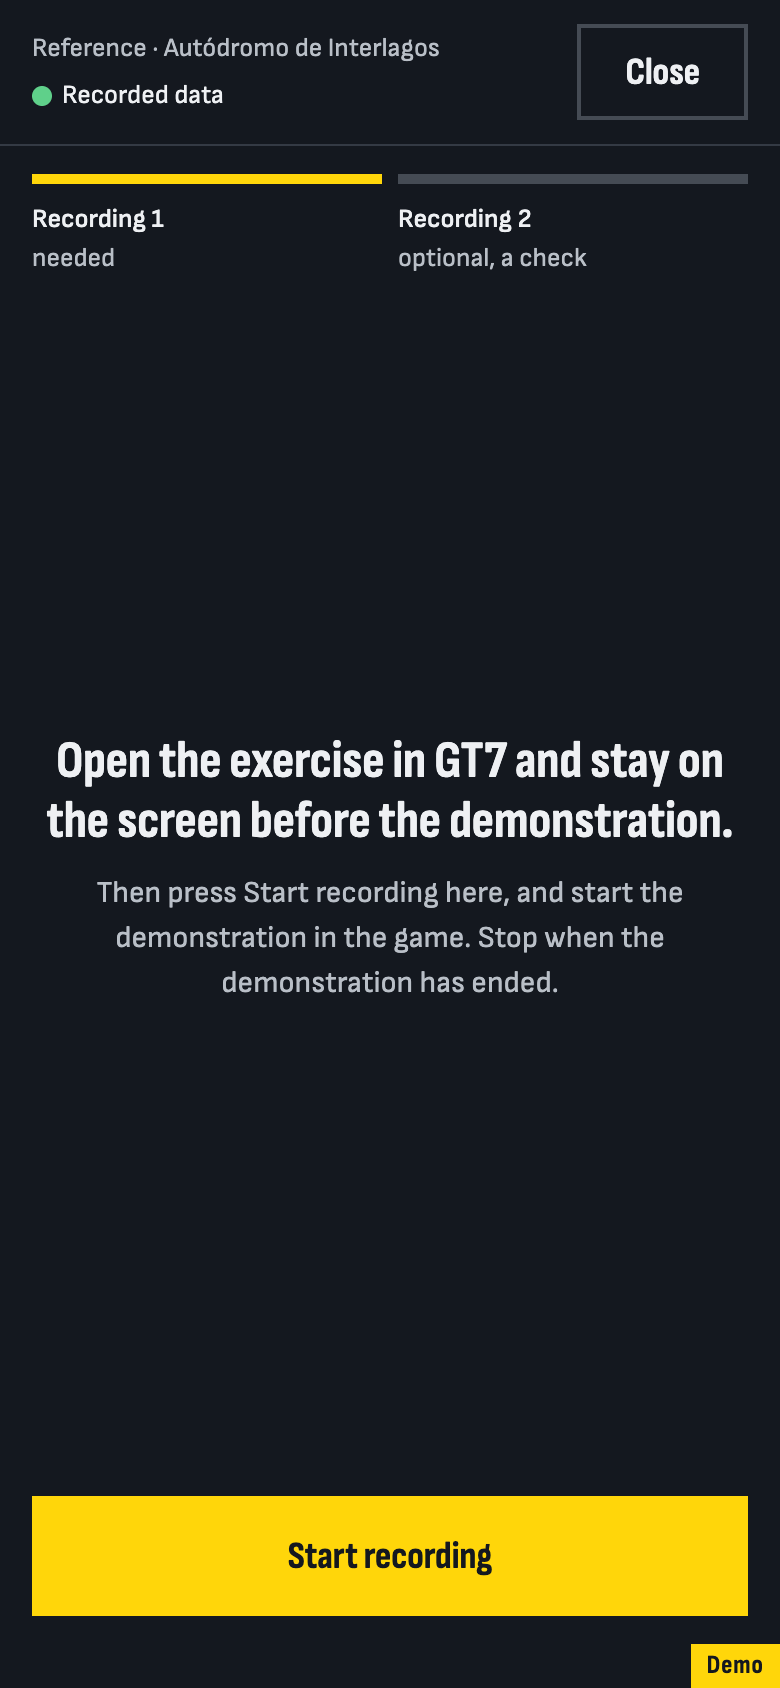 Reference · Autódromo de Interlagos
Recorded data
Close
Recording 1
needed
Recording 2
optional, a check
Open the exercise in GT7 and stay on
the screen before the demonstration.
Then press Start recording here, and start the
demonstration in the game. Stop when the
demonstration has ended.
Start recording
Demo